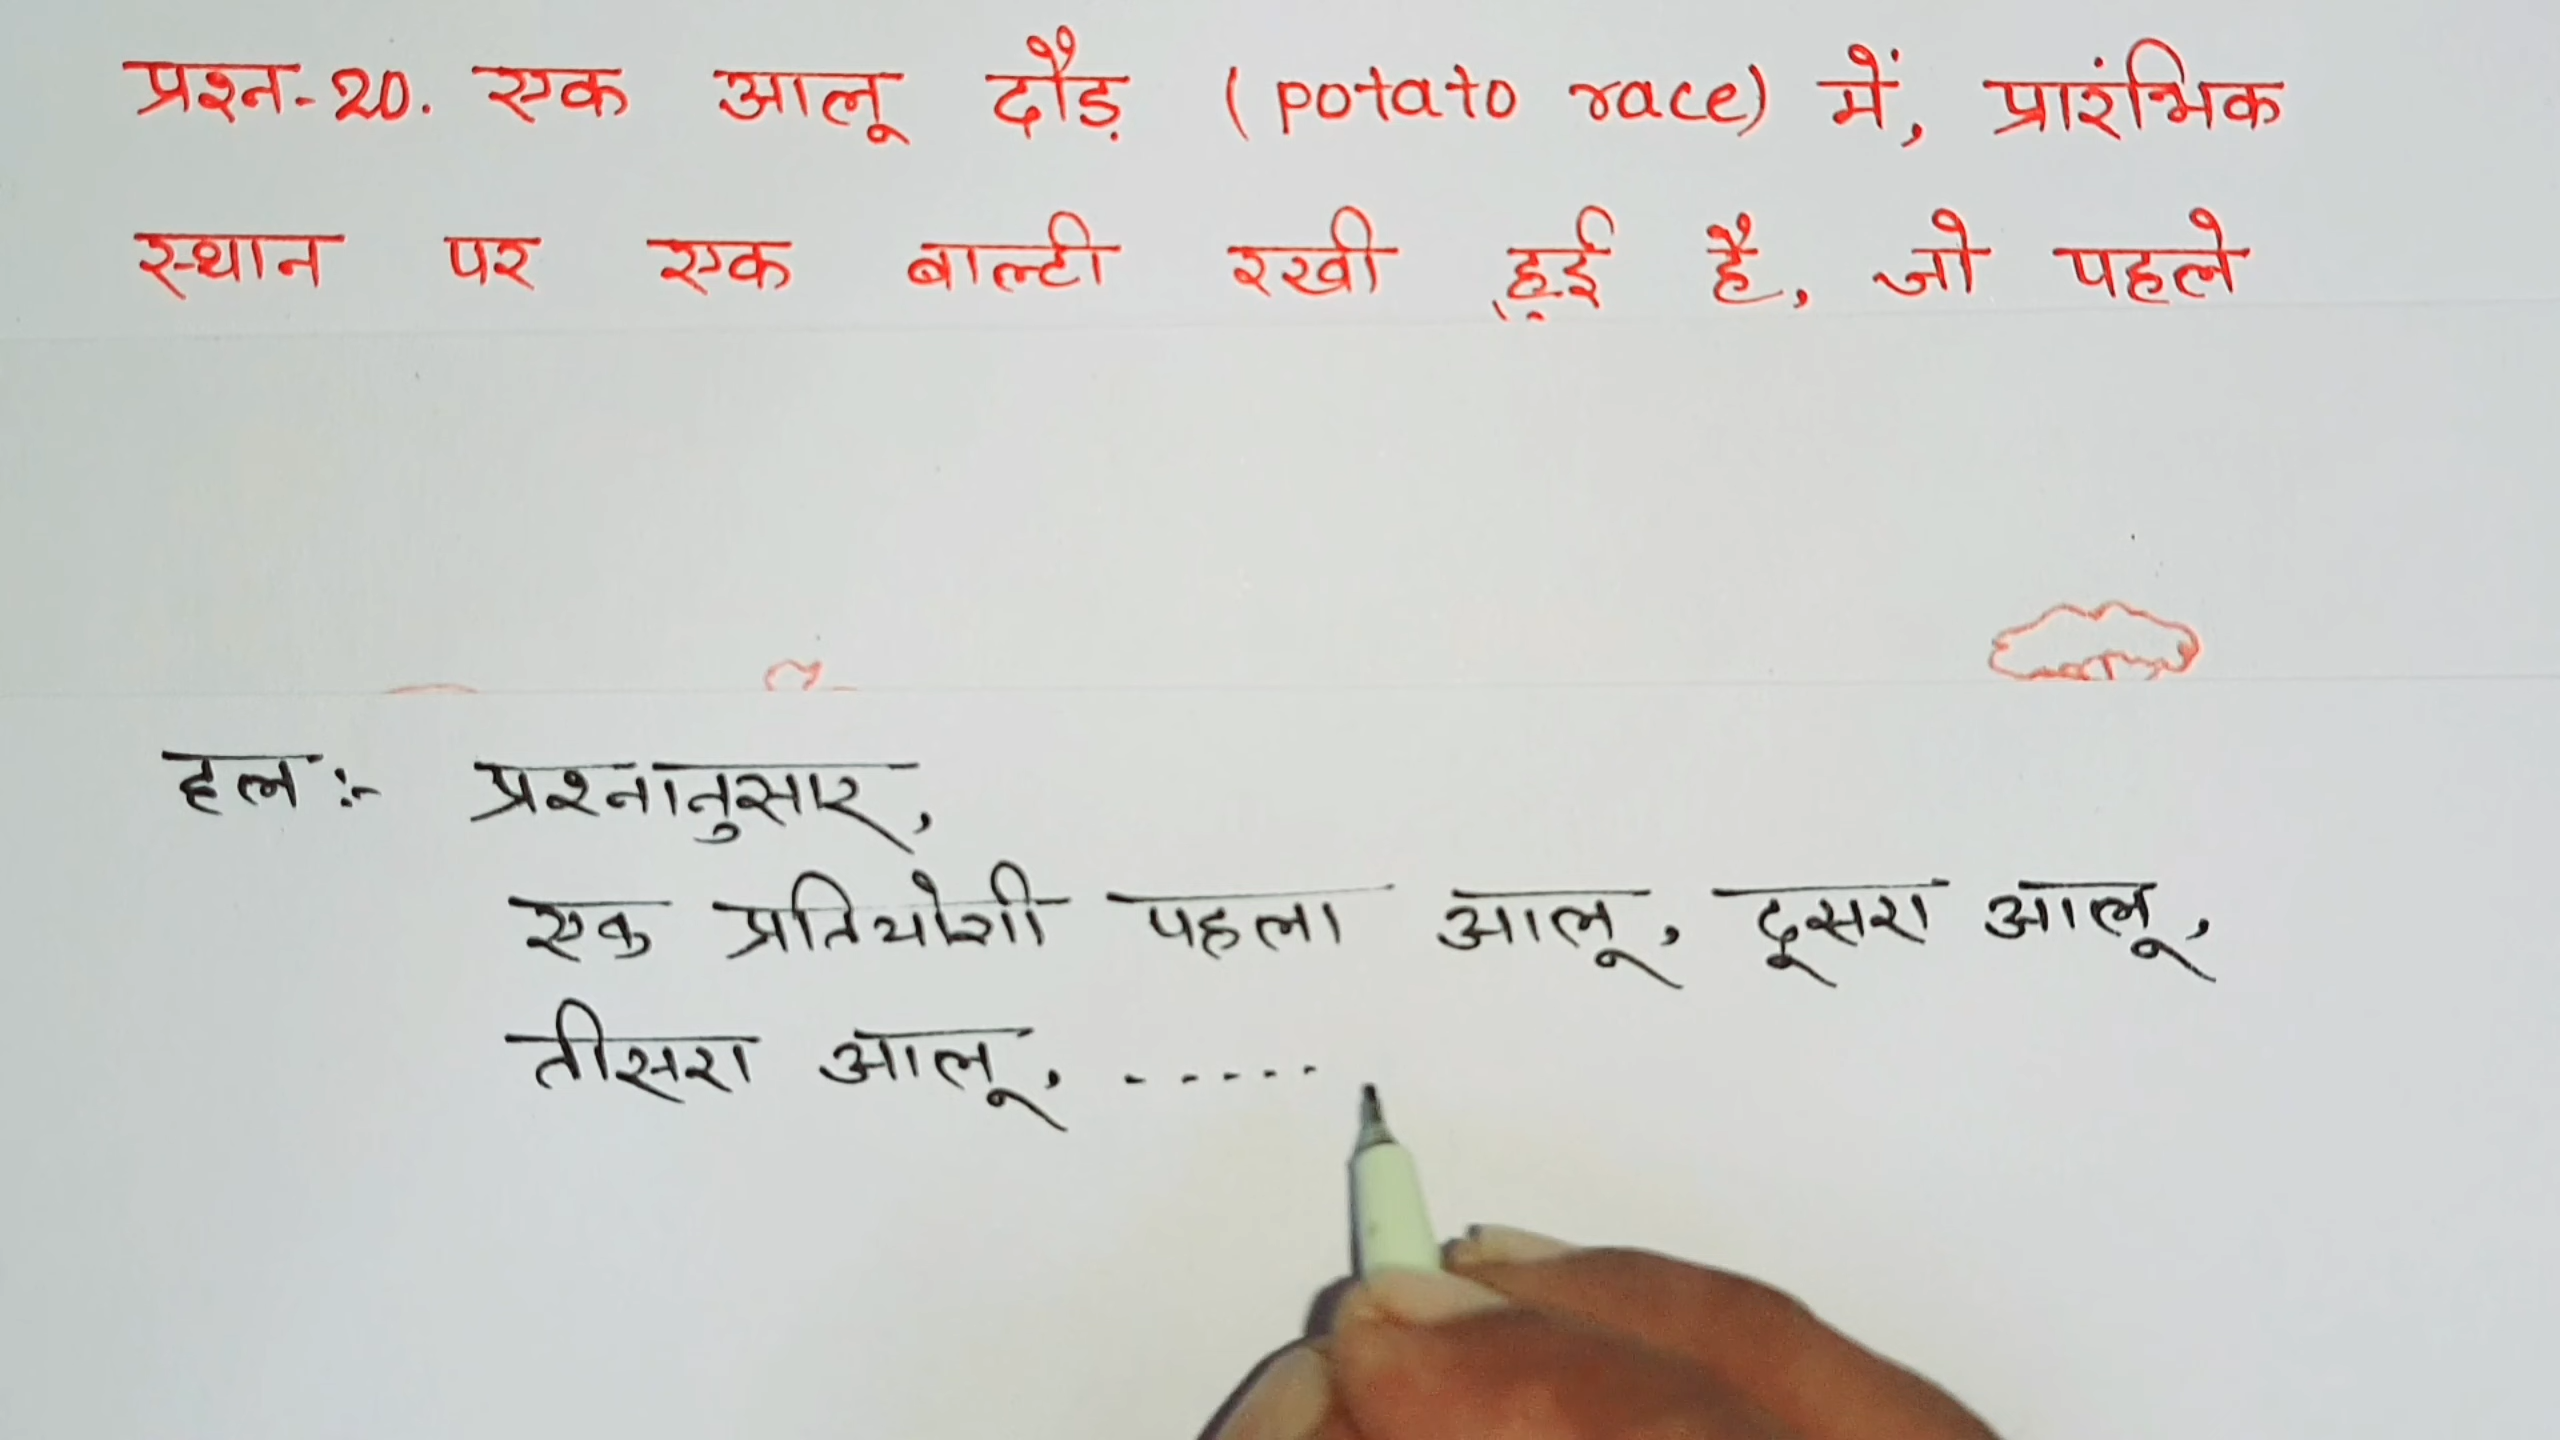 प्रश्न-20. एक आलू दौड़ (potato race) में, प्रारंभिक
स्थान पर एक बाल्टी रखी हुई है, जो पहले
हल :- प्रश्नानुसार,
एक प्रतियोगी पहला आलू, दूसरा आलू,
तीसरा आलू, .....